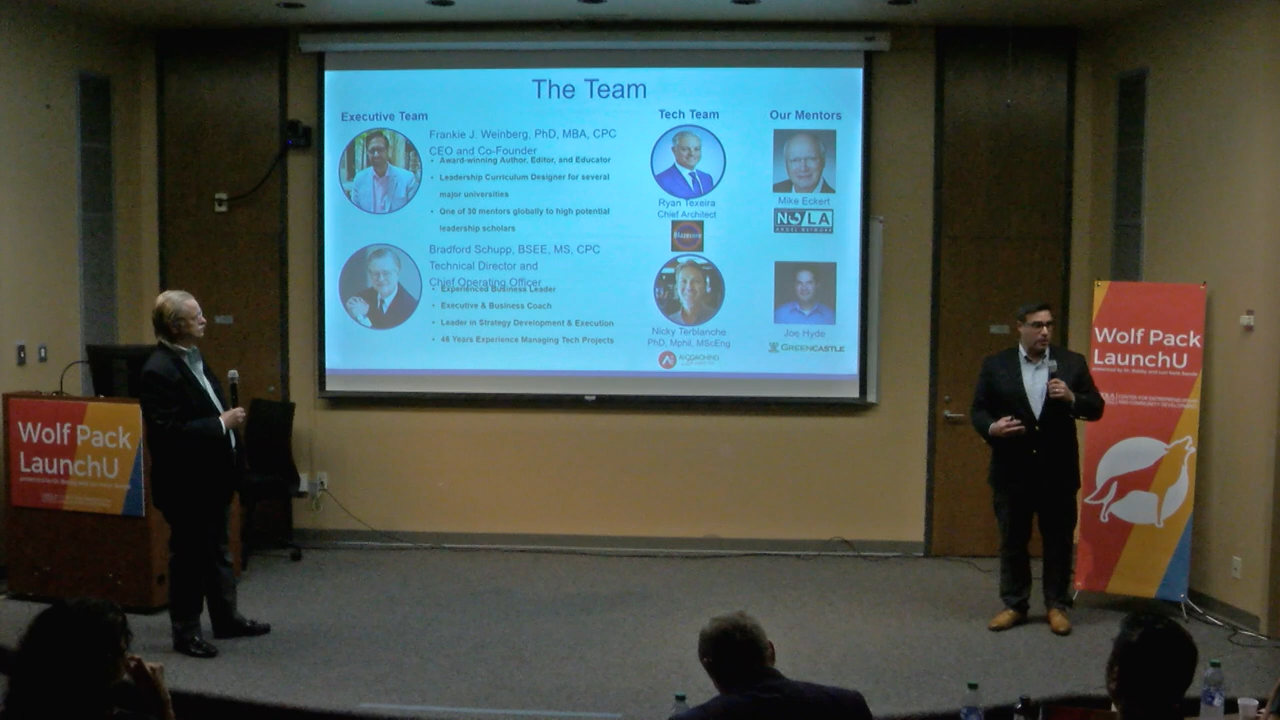 The Team
Executive Team
Frankie J. Weinberg, PhD, MBA, CPC
CEO and Co-Founder
• Award-winning Author, Editor, and Educator
• Leadership Curriculum Designer for several
major universities
• One of 30 mentors globally to high potential
leadership scholars
Bradford Schupp, BSEE, MS, CPC
Technical Director and
Chief Operating Officer
• Experienced Business Leader
• Executive & Business Coach
• Leader in Strategy Development & Execution
• 46 Years Experience Managing Tech Projects
Tech Team
Ryan Texeira
Chief Architect
Nicky Terblanche
PhD, Mphil, MScEng
Our Mentors
Mike Eckert
NOLA
ANGEL NETWORK
Joe Hyde
GREENCASTLE
Wolf Pack
LaunchU
Wolf Pack
LaunchU